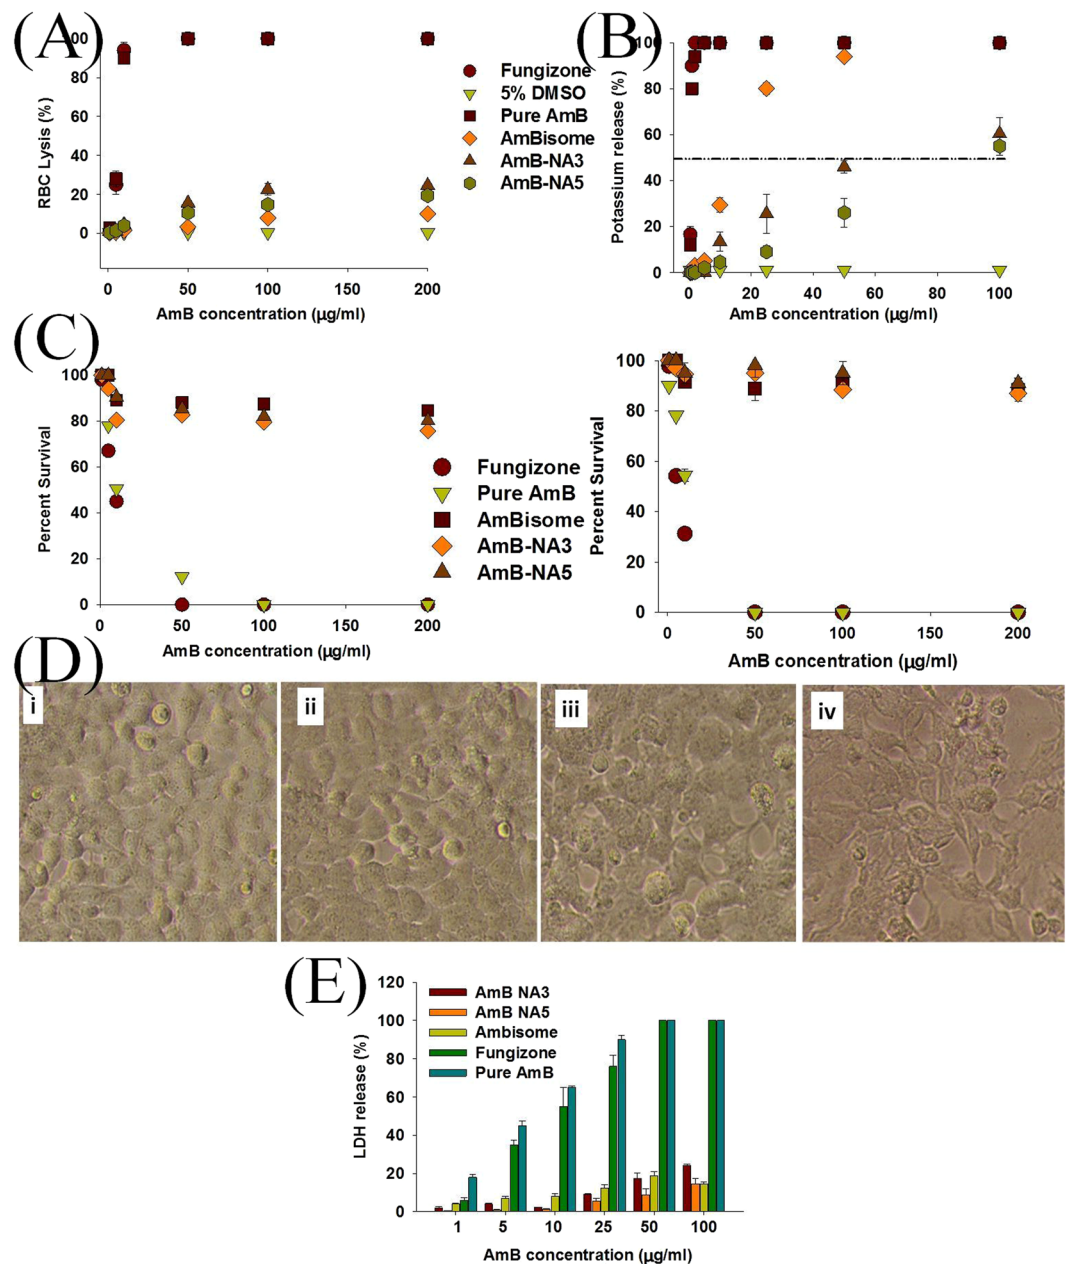 (A)
100
80
60
40
20
0
RBC Lysis (%)
0 50 100 150 200
AmB concentration (µg/ml)
Fungizone
5% DMSO
Pure AmB
AmBisome
AmB-NA3
AmB-NA5
(B)
100
80
60
40
20
0
Potassium release (%)
0 20 40 60 80 100
AmB concentration (µg/ml)
(C)
100
80
60
40
20
0
Percent Survival
0 50 100 150 200
AmB concentration (µg/ml)
Fungizone
Pure AmB
AmBisome
AmB-NA3
AmB-NA5
100
80
60
40
20
0
Percent Survival
0 50 100 150 200
AmB concentration (µg/ml)
(D)
i
ii
iii
iv
(E)
120
100
80
60
40
20
0
LDH release (%)
AmB NA3
AmB NA5
Ambisome
Fungizone
Pure AmB
1 5 10 25 50 100
AmB concentration (µg/ml)